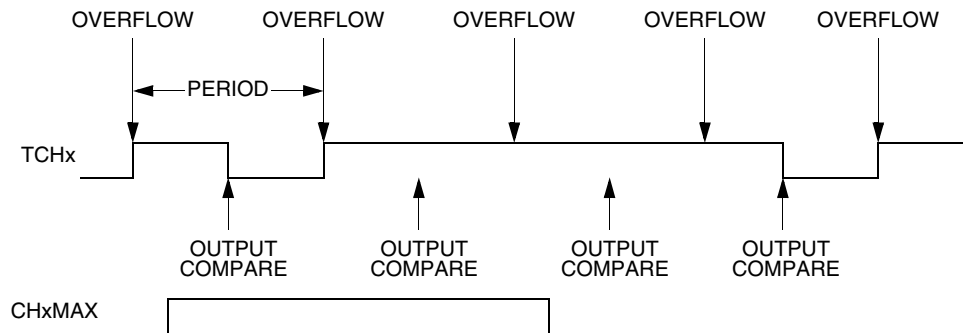 OVERFLOW OVERFLOW OVERFLOW OVERFLOW OVERFLOW
PERIOD
TCHx
OUTPUT COMPARE
OUTPUT COMPARE
OUTPUT COMPARE
OUTPUT COMPARE
CHxMAX